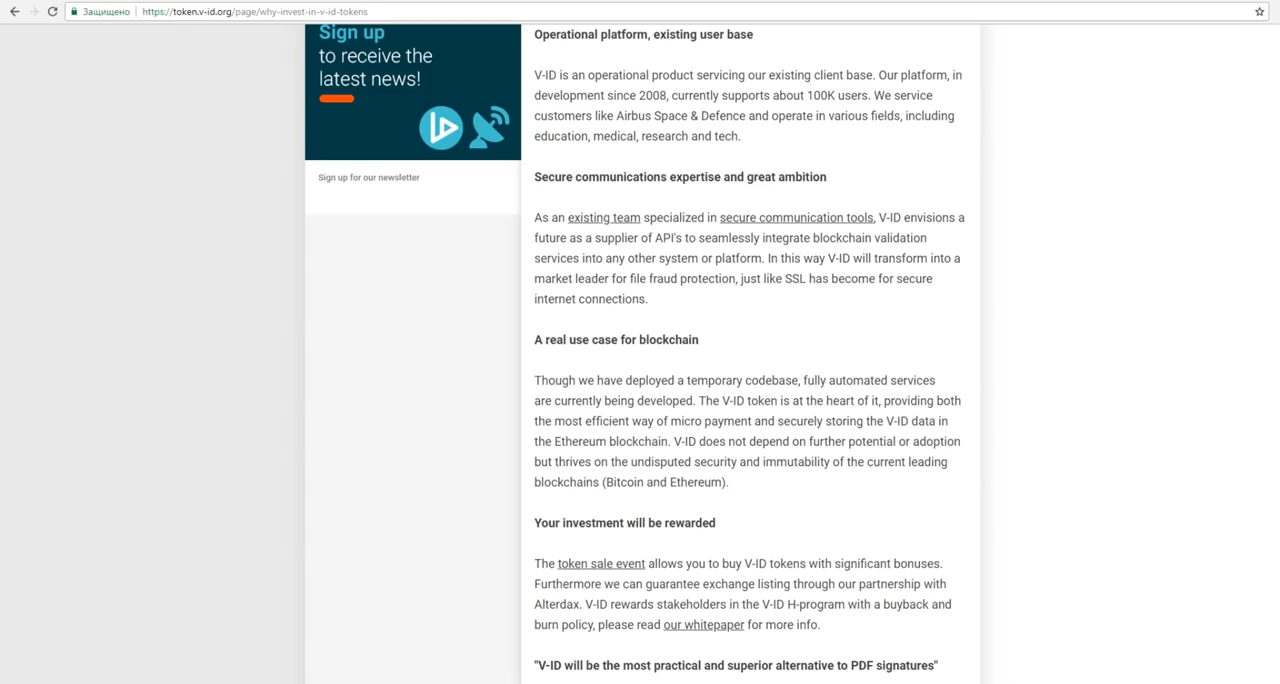 Защищено
https://token.v-id.org/page/why-invest-in-v-id-tokens
Sign up
to receive the
latest news!
Sign up for our newsletter
Operational platform, existing user base
V-ID is an operational product servicing our existing client base. Our platform, in
development since 2008, currently supports about 100K users. We service
customers like Airbus Space & Defence and operate in various fields, including
education, medical, research and tech.
Secure communications expertise and great ambition
As an existing team specialized in secure communication tools, V-ID envisions a
future as a supplier of API's to seamlessly integrate blockchain validation
services into any other system or platform. In this way V-ID will transform into a
market leader for file fraud protection, just like SSL has become for secure
internet connections.
A real use case for blockchain
Though we have deployed a temporary codebase, fully automated services
are currently being developed. The V-ID token is at the heart of it, providing both
the most efficient way of micro payment and securely storing the V-ID data in
the Ethereum blockchain. V-ID does not depend on further potential or adoption
but thrives on the undisputed security and immutability of the current leading
blockchains (Bitcoin and Ethereum).
Your investment will be rewarded
The token sale event allows you to buy V-ID tokens with significant bonuses.
Furthermore we can guarantee exchange listing through our partnership with
Alterdax. V-ID rewards stakeholders in the V-ID H-program with a buyback and
burn policy, please read our whitepaper for more info.
"V-ID will be the most practical and superior alternative to PDF signatures"